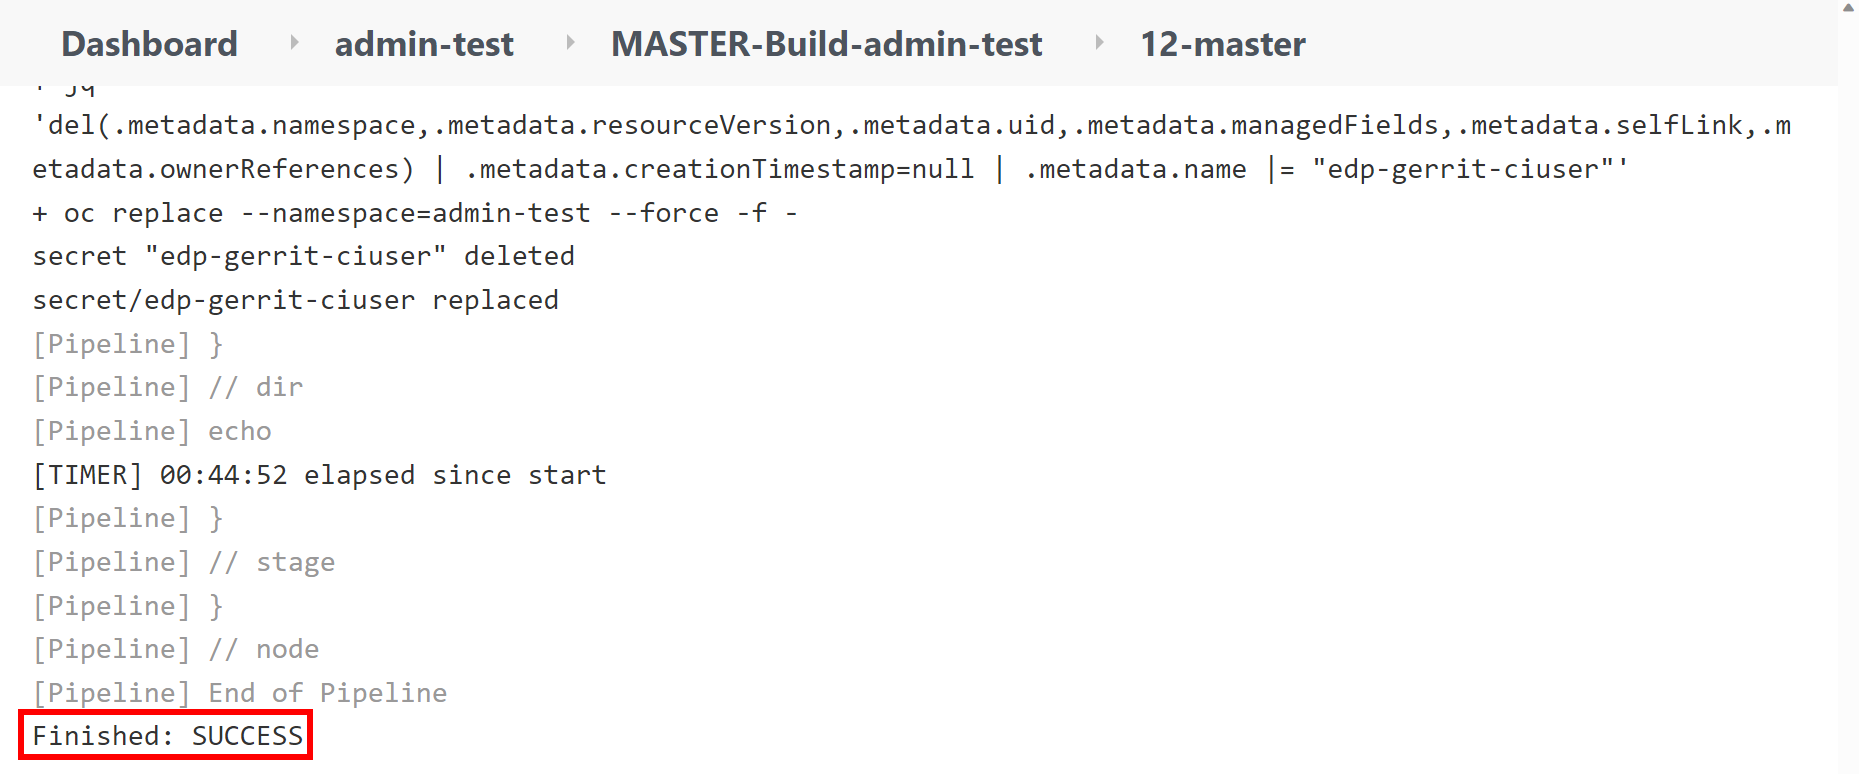 Dashboard admin-test MASTER-Build-admin-test 12-master
'del(.metadata.namespace,.metadata.resourceVersion,.metadata.uid,.metadata.managedFields,.metadata.selfLink,.m
etadata.ownerReferences) | .metadata.creationTimestamp=null | .metadata.name |= "edp-gerrit-ciuser"'
+ oc replace --namespace=admin-test --force -f -
secret "edp-gerrit-ciuser" deleted
secret/edp-gerrit-ciuser replaced
[Pipeline] }
[Pipeline] // dir
[Pipeline] echo
[TIMER] 00:44:52 elapsed since start
[Pipeline] }
[Pipeline] // stage
[Pipeline] }
[Pipeline] // node
[Pipeline] End of Pipeline
Finished: SUCCESS